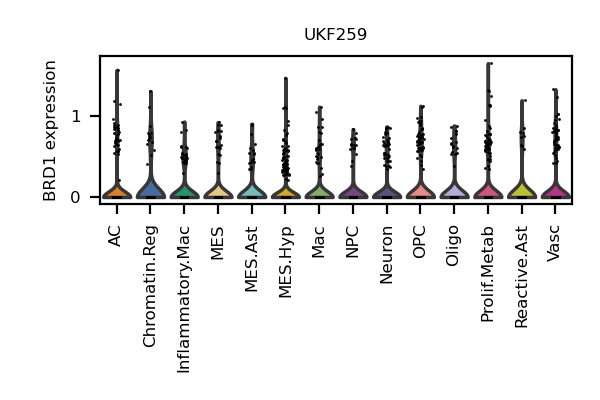 UKF259
BRD1 expression
1
0
AC
Chromatin.Reg
Inflammatory.Mac
MES
MES.Ast
MES.Hyp
Mac
NPC
Neuron
OPC
Oligo
Prolif.Metab
Reactive.Ast
Vasc